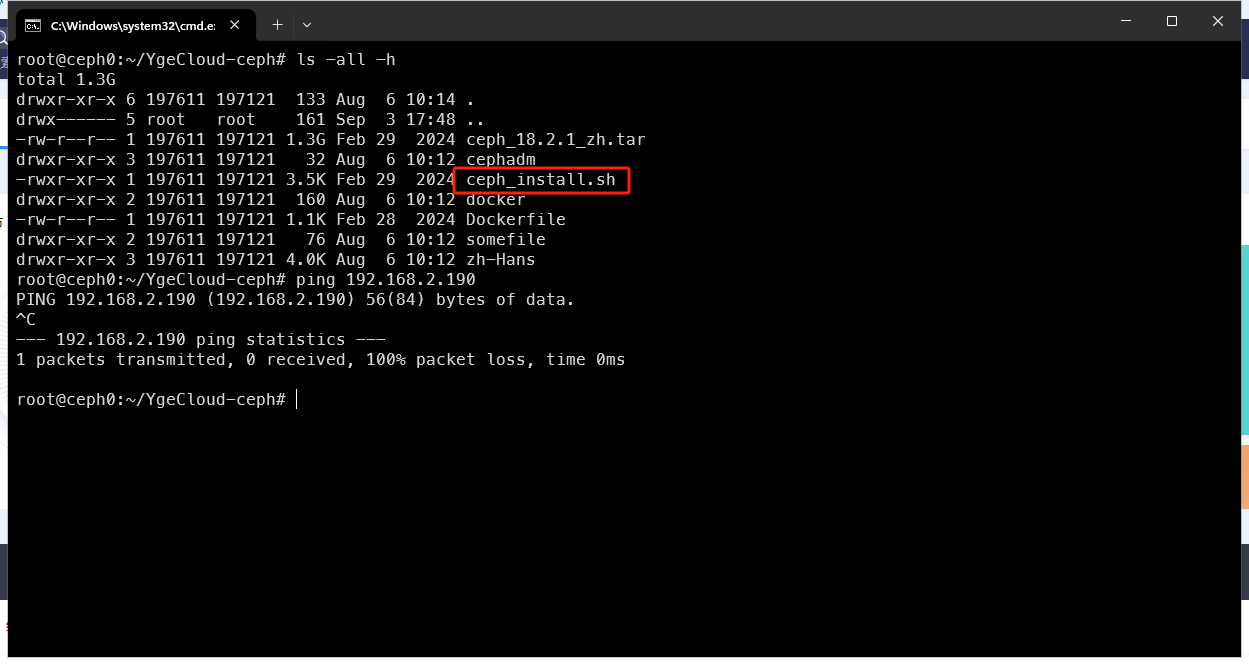 C:\Windows\system32\cmd.e:
root@ceph0:~/YgeCloud-ceph# ls -all -h
total 1.3G
drwxr-xr-x 6 197611 197121  133 Aug  6 10:14 .
drwx------ 5 root   root    161 Sep  3 17:48 ..
-rw-r--r-- 1 197611 197121 1.3G Feb 29  2024 ceph_18.2.1_zh.tar
drwxr-xr-x 3 197611 197121   32 Aug  6 10:12 cephadm
-rwxr-xr-x 1 197611 197121 3.5K Feb 29  2024 ceph_install.sh
drwxr-xr-x 2 197611 197121  160 Aug  6 10:12 docker
-rw-r--r-- 1 197611 197121 1.1K Feb 28  2024 Dockerfile
drwxr-xr-x 2 197611 197121   76 Aug  6 10:12 somefile
drwxr-xr-x 3 197611 197121 4.0K Aug  6 10:12 zh-Hans
root@ceph0:~/YgeCloud-ceph# ping 192.168.2.190
PING 192.168.2.190 (192.168.2.190) 56(84) bytes of data.
^C
--- 192.168.2.190 ping statistics ---
1 packets transmitted, 0 received, 100% packet loss, time 0ms
root@ceph0:~/YgeCloud-ceph#